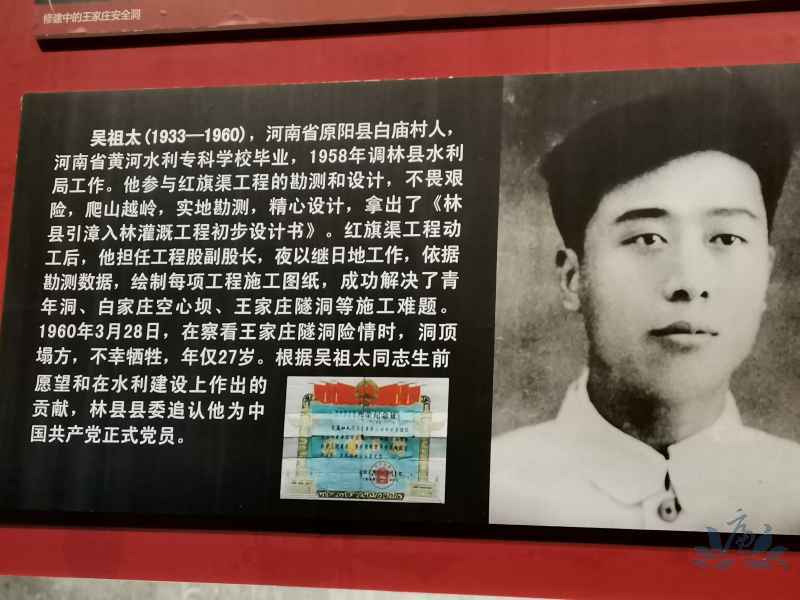 修建中的王家庄安全洞
吴祖太(1933—1960)，河南省原阳县白庙村人，
河南省黄河水利专科学校毕业，1958年调林县水利
局工作。他参与红旗渠工程的勘测和设计，不畏艰
险，爬山越岭，实地勘测，精心设计，拿出了《林
县引漳入林灌溉工程初步设计书》。红旗渠工程动
工后，他担任工程股副股长，夜以继日地工作，依据
勘测数据，绘制每项工程施工图纸，成功解决了青
年洞、白家庄空心坝、王家庄隧洞等施工难题。
1960年3月28日，在察看王家庄隧洞险情时，洞顶
塌方，不幸牺牲，年仅27岁。根据吴祖太同志生前
愿望和在水利建设上作出的
贡献，林县县委追认他为中
国共产党正式党员。